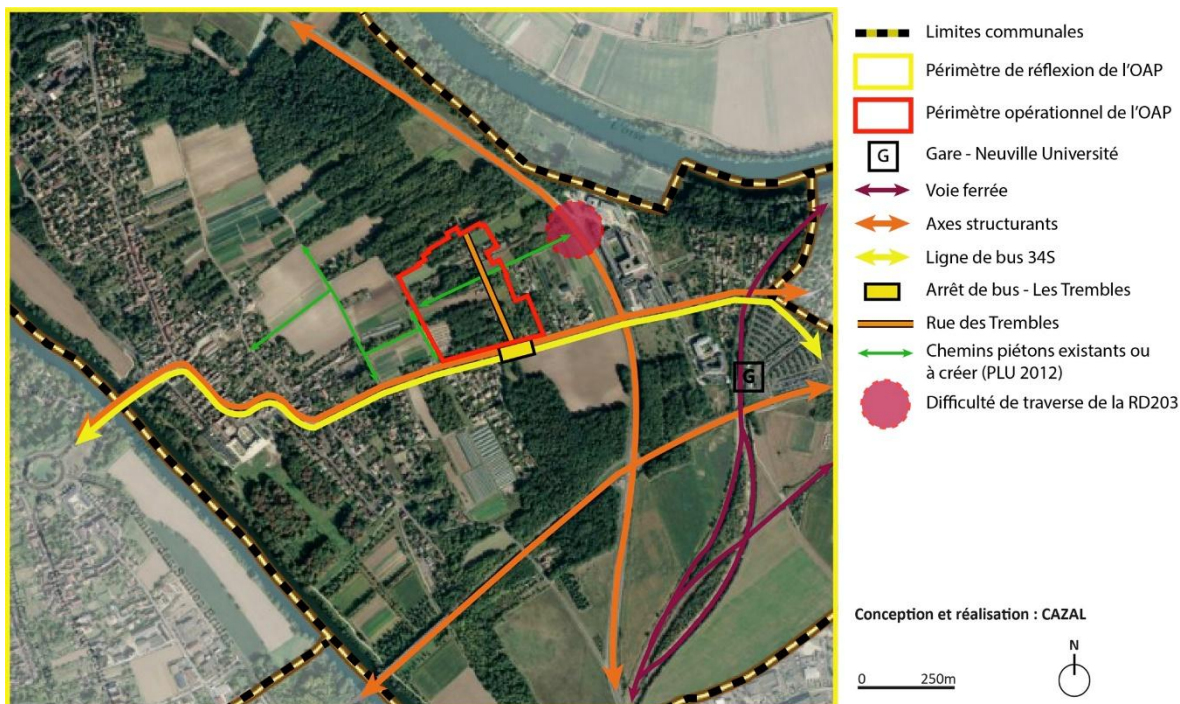 Limites communales
Périmètre de réflexion de l'OAP
Périmètre opérationnel de l'OAP
G
Gare - Neuville Université
Voie ferrée
Axes structurants
Ligne de bus 34S
Arrêt de bus - Les Trembles
Rue des Trembles
Chemins piétons existants ou
à créer (PLU 2012)
Difficulté de traverse de la RD203
G
Conception et réalisation : CAZAL
N
0 250m